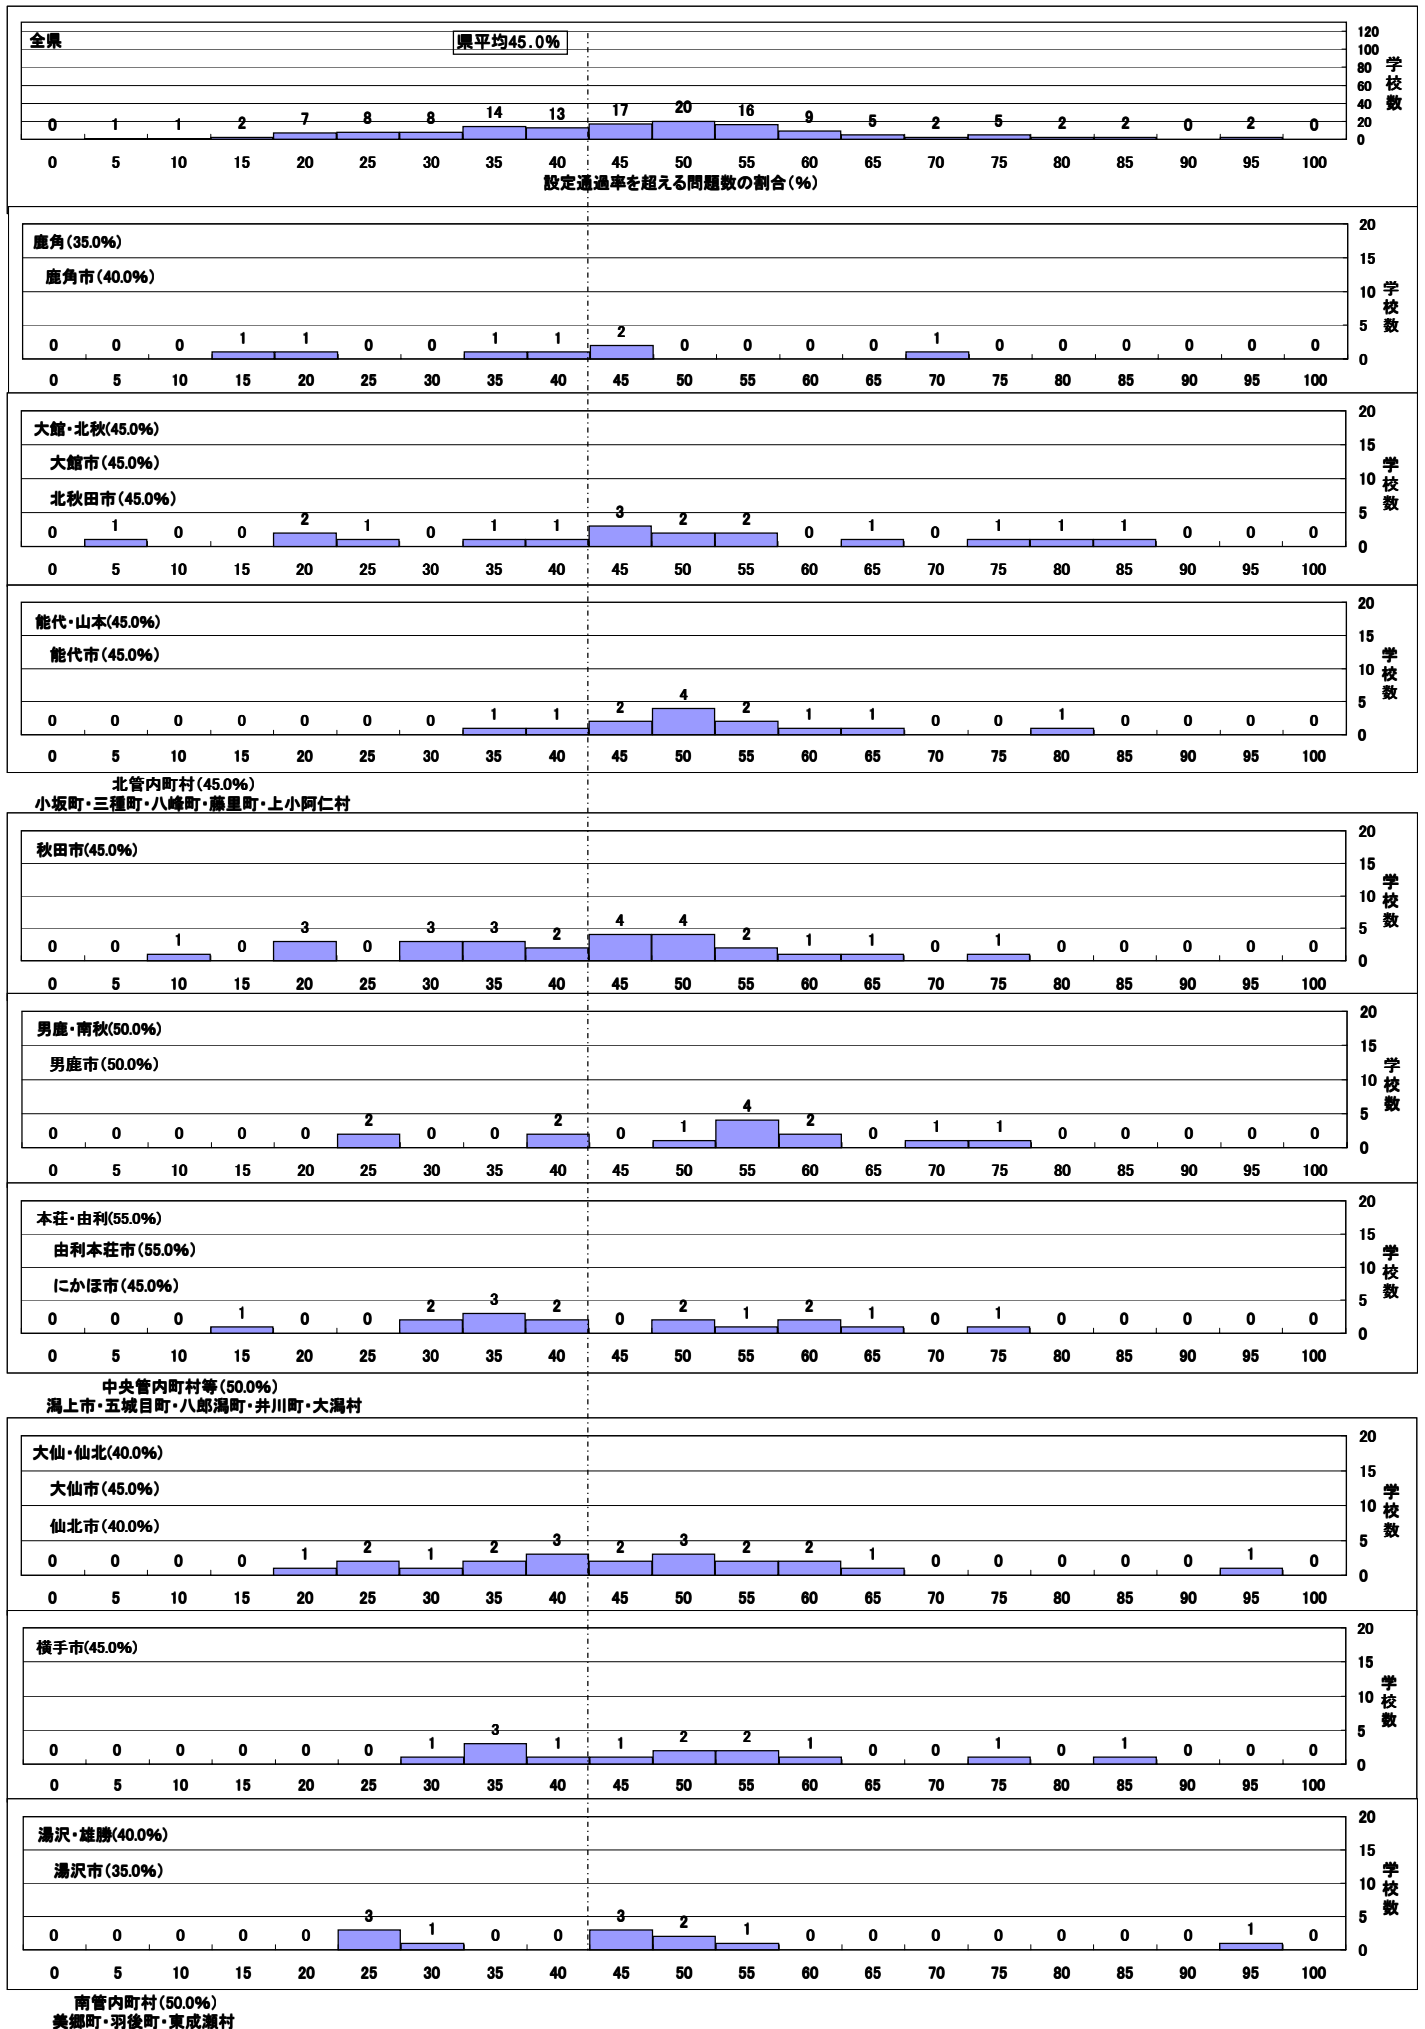 全県
県平均45.0%
120
100
80
60
40
20
0
学校数
0 1 1 2 7 8 8 14 13 17 20 16 9 5 2 5 2 2 0 2 0
0 5 10 15 20 25 30 35 40 45 50 55 60 65 70 75 80 85 90 95 100
設定通過率を超える問題数の割合(%)
鹿角(35.0%)
鹿角市(40.0%)
20
15
10
5
0
学校数
0 0 0 1 1 0 0 1 1 2 0 0 0 0 1 0 0 0 0 0 0
0 5 10 15 20 25 30 35 40 45 50 55 60 65 70 75 80 85 90 95 100
大館・北秋(45.0%)
大館市(45.0%)
北秋田市(45.0%)
20
15
10
5
0
学校数
0 1 0 0 2 1 0 1 1 3 2 2 0 1 0 1 1 1 0 0 0
0 5 10 15 20 25 30 35 40 45 50 55 60 65 70 75 80 85 90 95 100
能代・山本(45.0%)
能代市(45.0%)
20
15
10
5
0
学校数
0 0 0 0 0 0 0 1 1 2 4 2 1 1 0 0 1 0 0 0 0
0 5 10 15 20 25 30 35 40 45 50 55 60 65 70 75 80 85 90 95 100
北管内町村(45.0%)
小坂町・三種町・八峰町・藤里町・上小阿仁村
秋田市(45.0%)
20
15
10
5
0
学校数
0 0 1 0 3 0 3 3 2 4 4 2 1 1 0 1 0 0 0 0 0
0 5 10 15 20 25 30 35 40 45 50 55 60 65 70 75 80 85 90 95 100
男鹿・南秋(50.0%)
男鹿市(50.0%)
20
15
10
5
0
学校数
0 0 0 0 0 2 0 0 2 0 1 4 2 0 1 1 0 0 0 0 0
0 5 10 15 20 25 30 35 40 45 50 55 60 65 70 75 80 85 90 95 100
本荘・由利(55.0%)
由利本荘市(55.0%)
にかほ市(45.0%)
20
15
10
5
0
学校数
0 0 0 1 0 0 2 3 2 0 2 1 2 1 0 1 0 0 0 0 0
0 5 10 15 20 25 30 35 40 45 50 55 60 65 70 75 80 85 90 95 100
中央管内町村等(50.0%)
潟上市・五城目町・八郎潟町・井川町・大潟村
大仙・仙北(40.0%)
大仙市(45.0%)
仙北市(40.0%)
20
15
10
5
0
学校数
0 0 0 0 1 2 1 2 3 2 3 2 2 1 0 0 0 0 0 1 0
0 5 10 15 20 25 30 35 40 45 50 55 60 65 70 75 80 85 90 95 100
横手市(45.0%)
20
15
10
5
0
学校数
0 0 0 0 0 0 1 3 1 1 2 2 1 0 0 1 0 1 0 0 0
0 5 10 15 20 25 30 35 40 45 50 55 60 65 70 75 80 85 90 95 100
湯沢・雄勝(40.0%)
湯沢市(35.0%)
20
15
10
5
0
学校数
0 0 0 0 0 3 1 0 0 3 2 1 0 0 0 0 0 0 0 1 0
0 5 10 15 20 25 30 35 40 45 50 55 60 65 70 75 80 85 90 95 100
南管内町村(50.0%)
美郷町・羽後町・東成瀬村